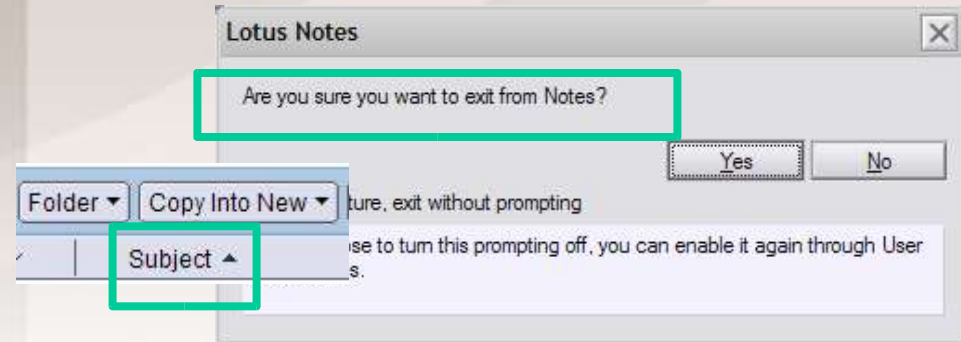 Lotus Notes
Are you sure you want to exit from Notes?
Yes No
Folder Copy Into New
ture, exit without prompting
Subject
ose to turn this prompting off, you can enable it again through User
s.